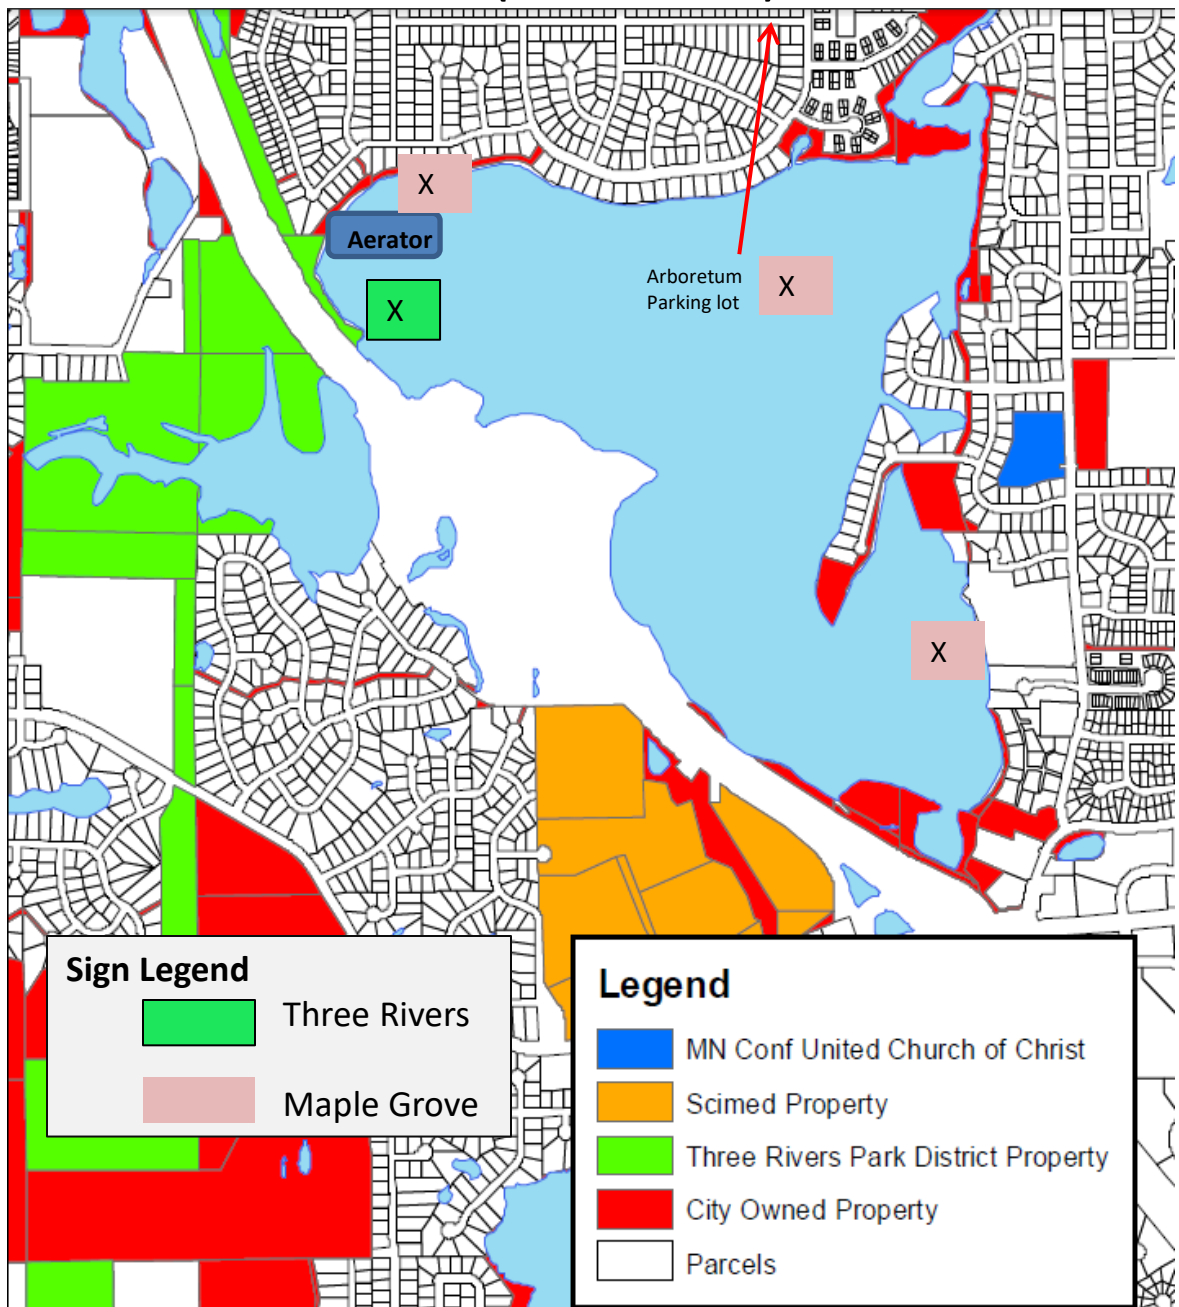 X
Aerator
X
Arboretum
Parking lot
X
X
Sign Legend
Three Rivers
Maple Grove
Legend
MN Conf United Church of Christ
Scimed Property
Three Rivers Park District Property
City Owned Property
Parcels